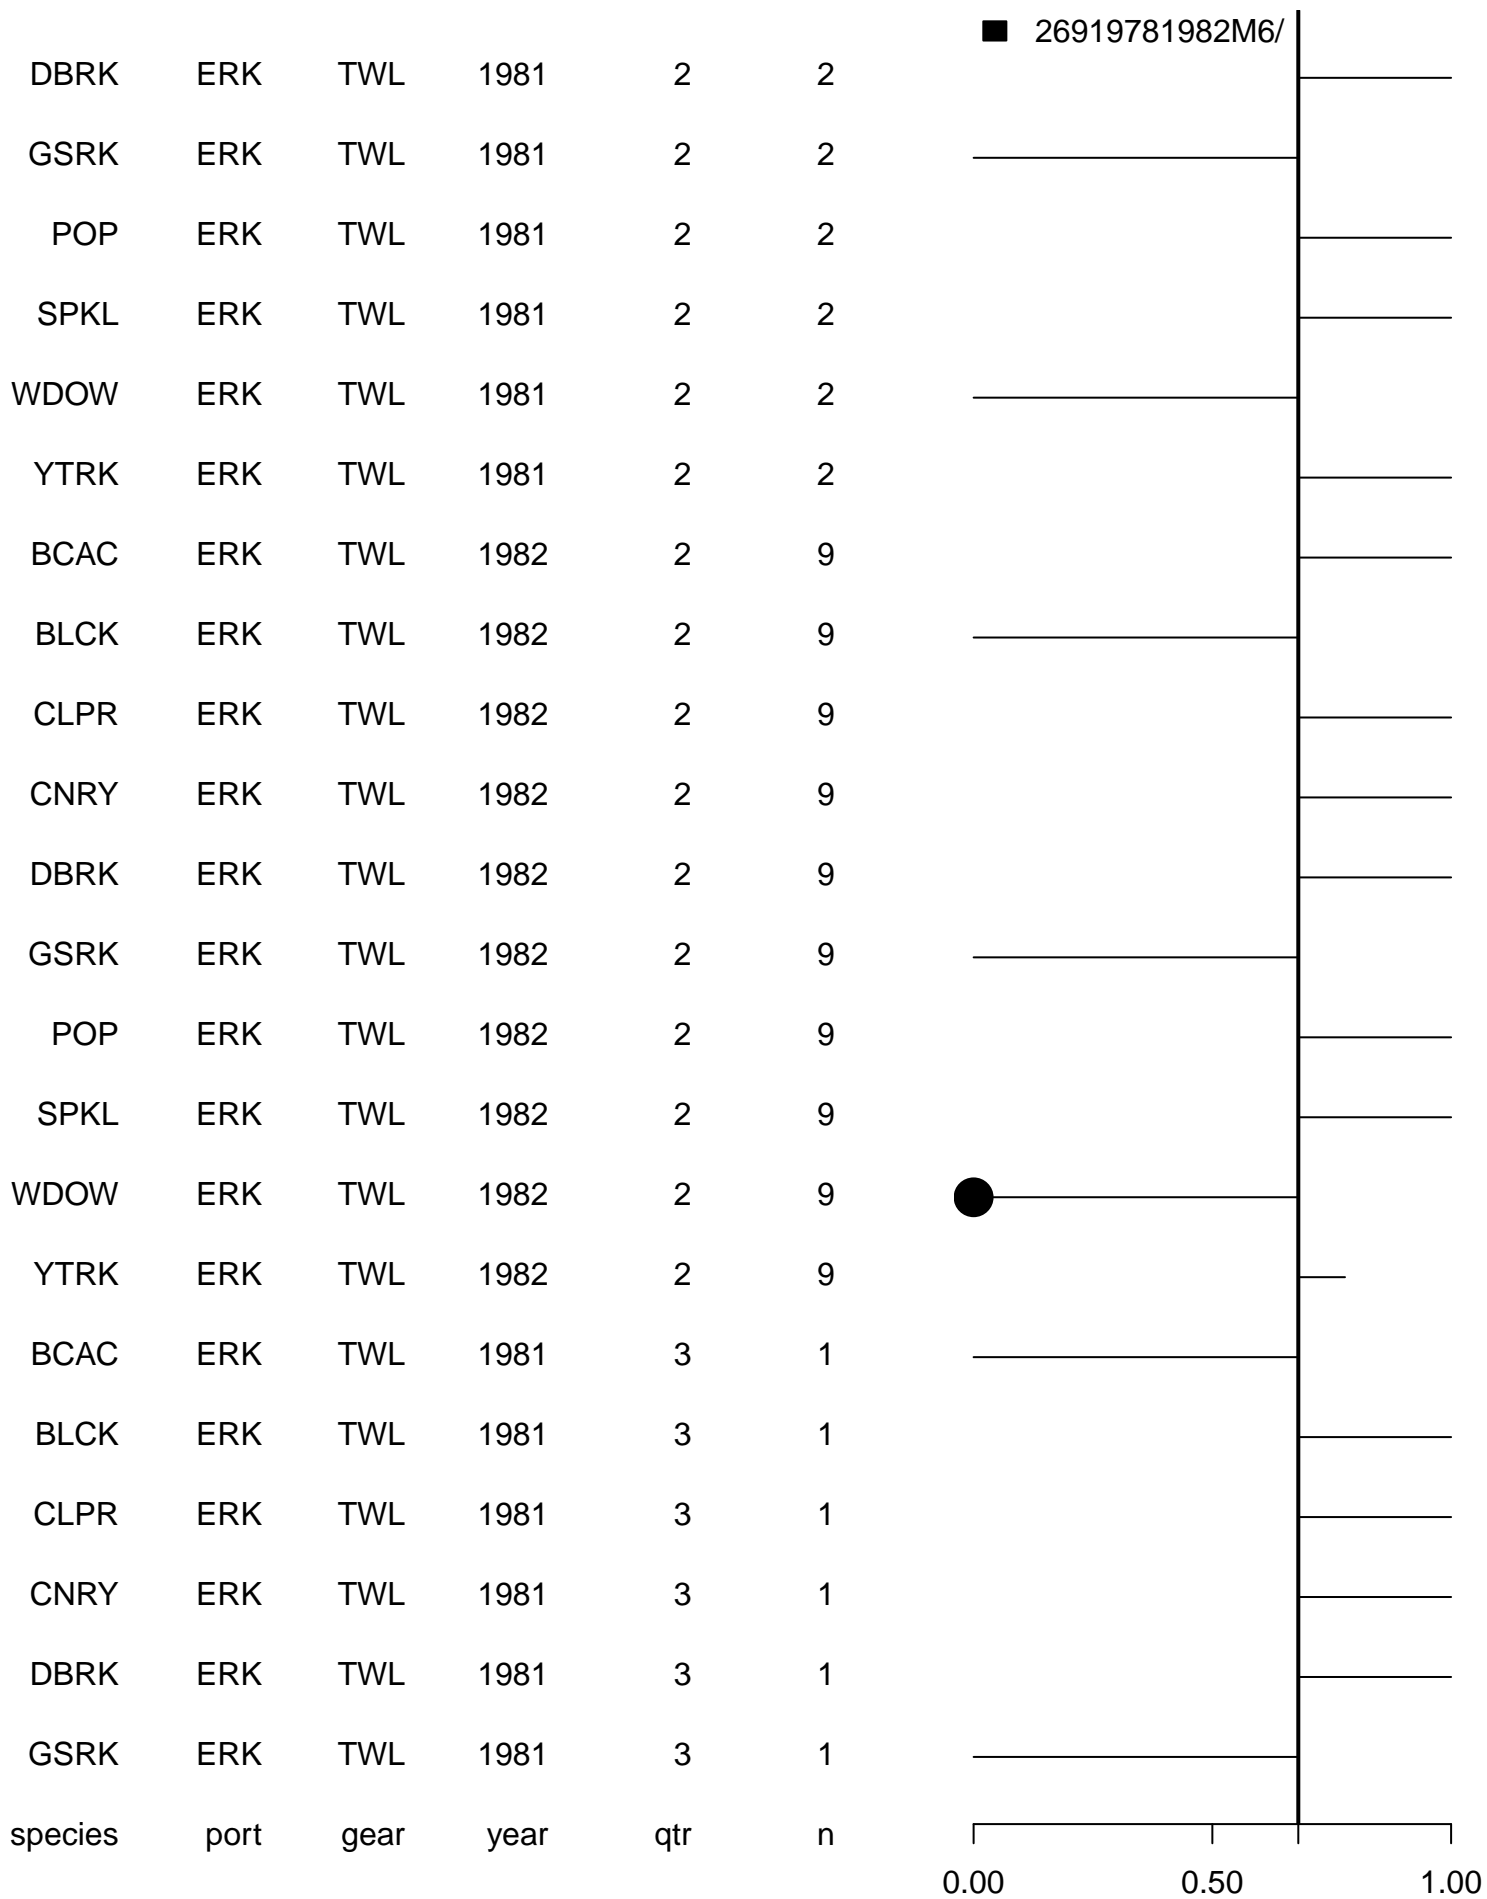 26919781982M6/
DBRK ERK TWL 1981 2 2
GSRK ERK TWL 1981 2 2
POP ERK TWL 1981 2 2
SPKL ERK TWL 1981 2 2
WDOW ERK TWL 1981 2 2
YTRK ERK TWL 1981 2 2
BCAC ERK TWL 1982 2 9
BLCK ERK TWL 1982 2 9
CLPR ERK TWL 1982 2 9
CNRY ERK TWL 1982 2 9
DBRK ERK TWL 1982 2 9
GSRK ERK TWL 1982 2 9
POP ERK TWL 1982 2 9
SPKL ERK TWL 1982 2 9
WDOW ERK TWL 1982 2 9
YTRK ERK TWL 1982 2 9
BCAC ERK TWL 1981 3 1
BLCK ERK TWL 1981 3 1
CLPR ERK TWL 1981 3 1
CNRY ERK TWL 1981 3 1
DBRK ERK TWL 1981 3 1
GSRK ERK TWL 1981 3 1
species port gear year qtr n
0.00 0.50 1.00